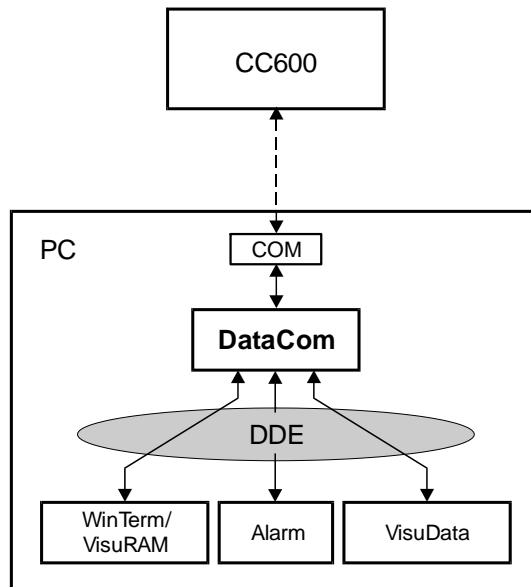 CC600
PC
COM
DataCom
DDE
WinTerm/
VisuRAM
Alarm
VisuData